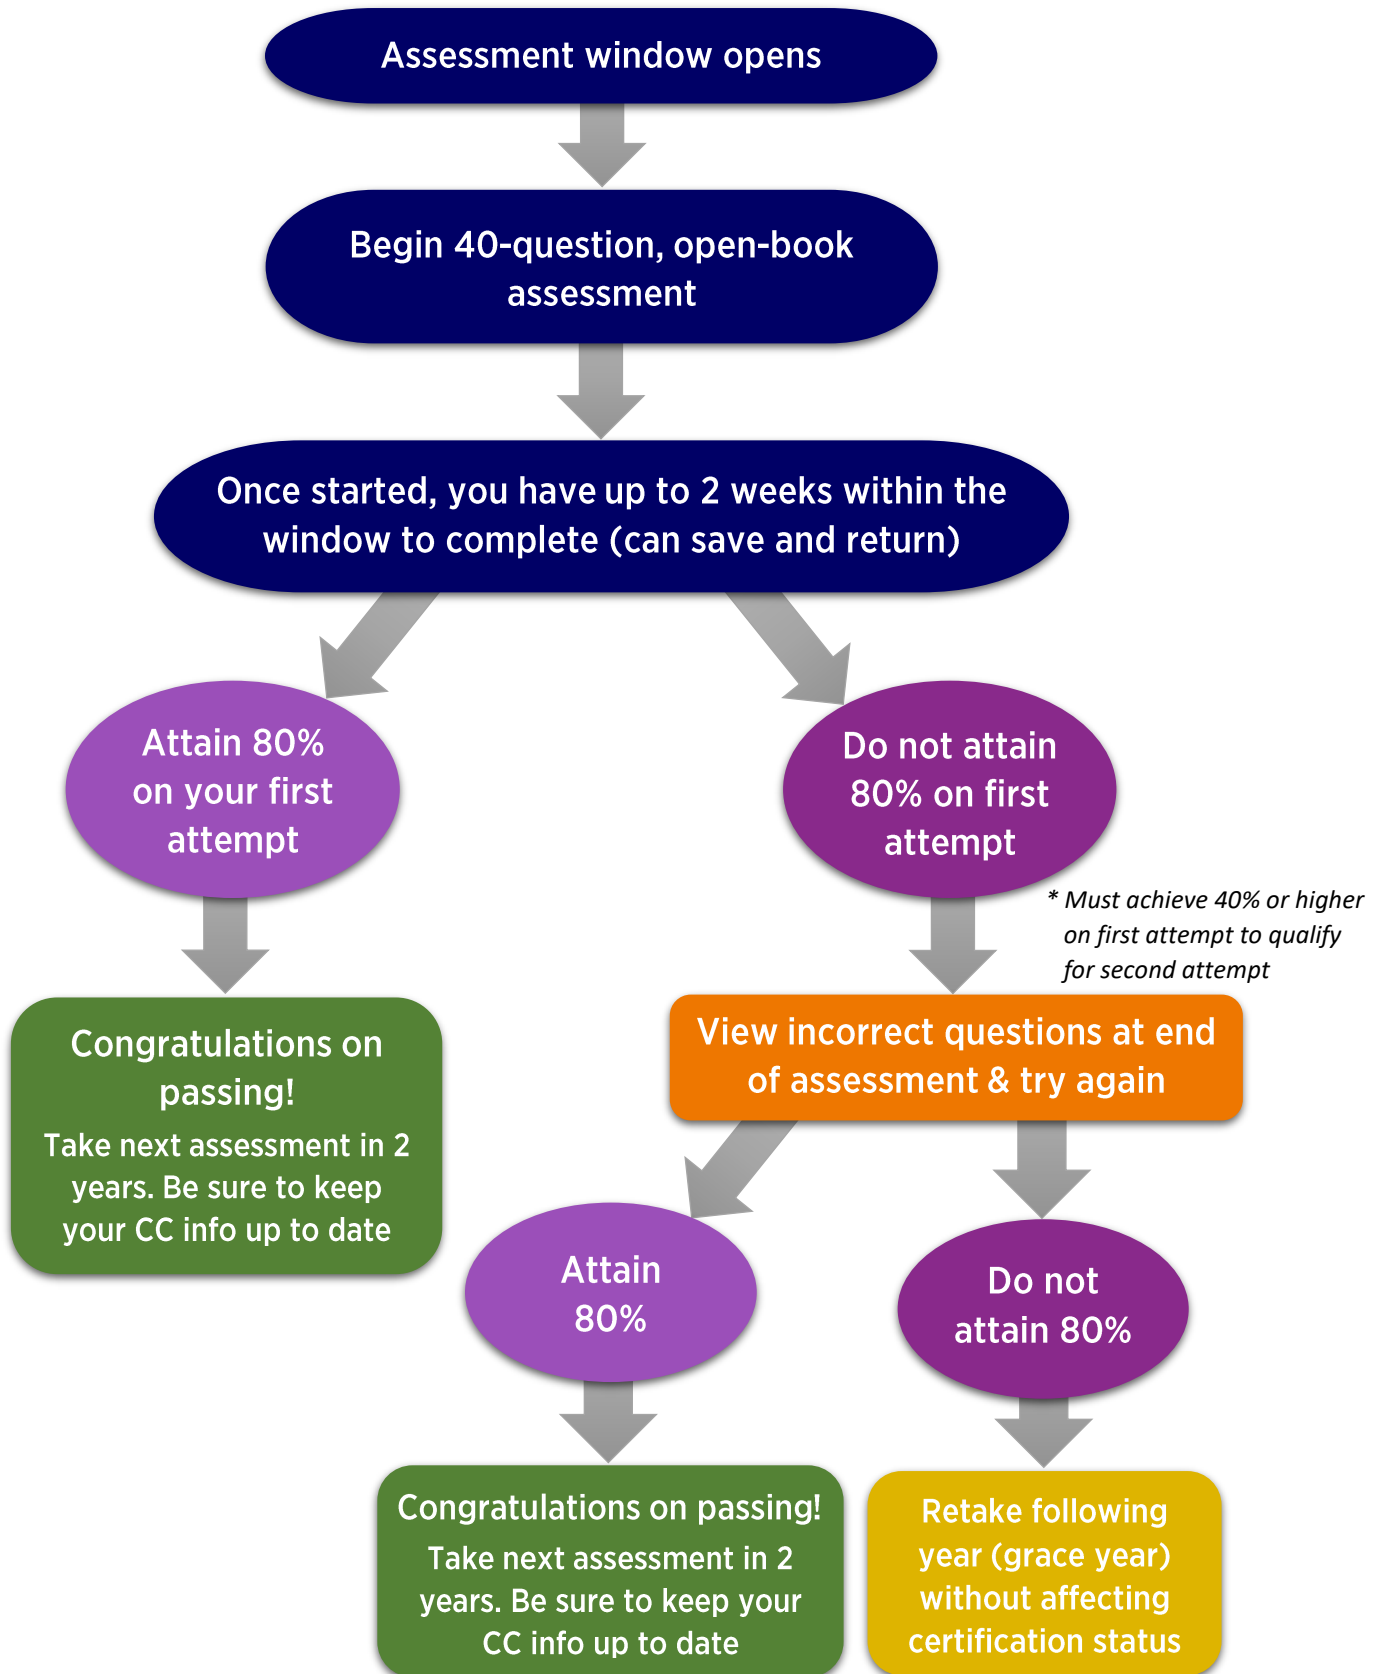 Assessment window opens
Begin 40-question, open-book
assessment
Once started, you have up to 2 weeks within the
window to complete (can save and return)
Attain 80%
on your first
attempt
Do not attain
80% on first
attempt
* Must achieve 40% or higher
on first attempt to qualify
for second attempt
Congratulations on
passing!
Take next assessment in 2
years. Be sure to keep
your CC info up to date
View incorrect questions at end
of assessment & try again
Attain
80%
Do not
attain 80%
Congratulations on passing!
Take next assessment in 2
years. Be sure to keep your
CC info up to date
Retake following
year (grace year)
without affecting
certification status